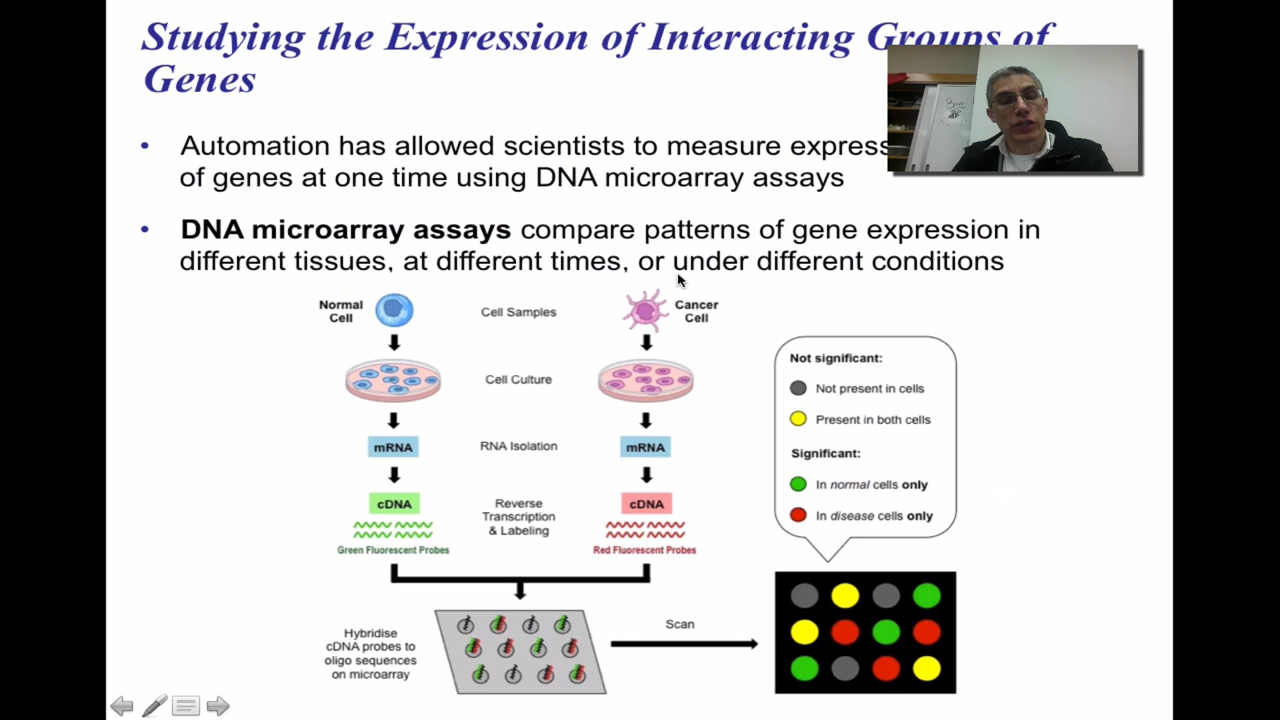 Studying the Expression of Interacting Groups of
Genes
• Automation has allowed scientists to measure
of genes at one time using DNA microarray assays
• DNA microarray assays compare patterns of gene expression in
different tissues, at different times, or under different conditions
Normal
Cell
Cell Samples
Cancer
Cell
Cell Culture
mRNA
RNA Isolation
mRNA
cDNA
Reverse
Transcription
& Labeling
cDNA
Green Fluorescent Probes
Red Fluorescent Probes
Hybridise
cDNA probes to
oligo sequences
on microarray
Scan
Not significant:
Not present in cells
Present in both cells
Significant:
In normal cells only
In disease cells only